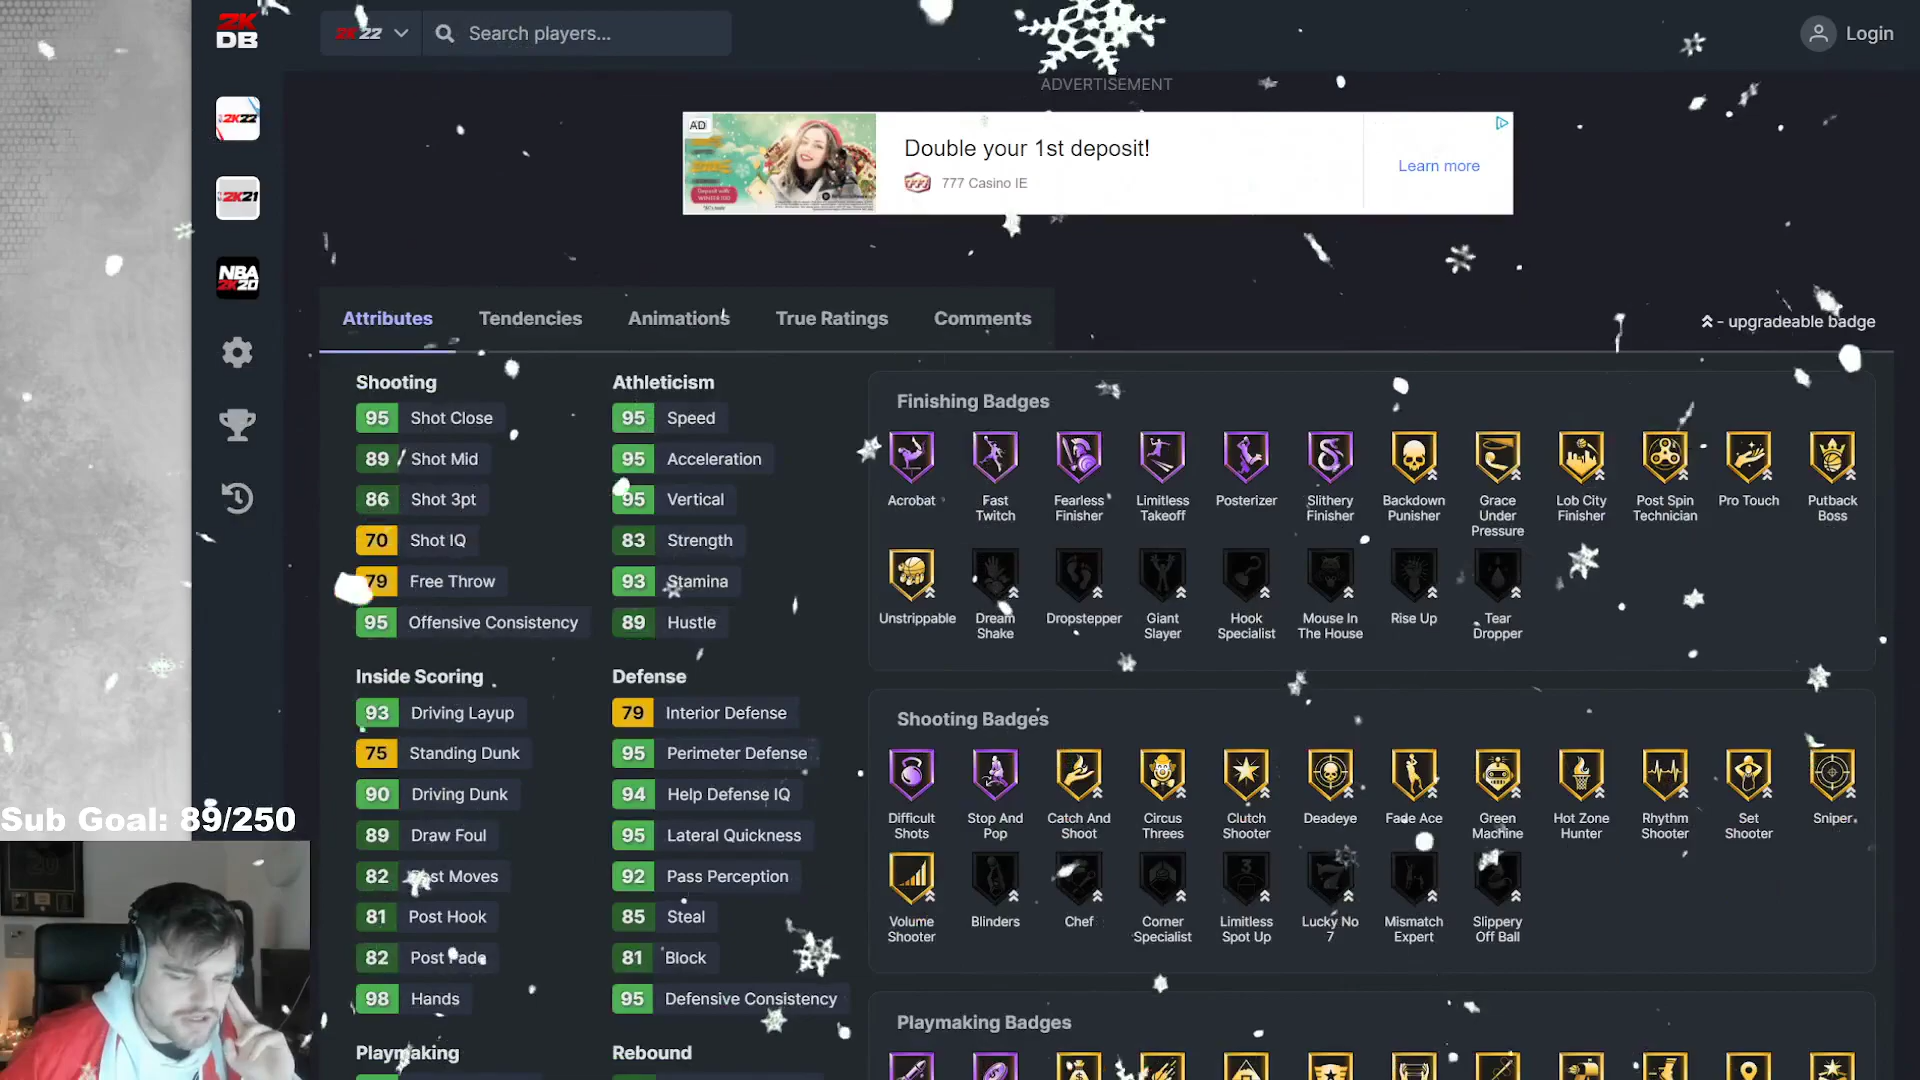 2K
DB
2K22
Search players...
Login
ADVERTISEMENT
AD
Double your 1st deposit!
777 Casino IE
Learn more
2K22
2K21
NBA
2K20
Attributes
Tendencies
Animations
True Ratings
Comments
- upgradeable badge
Shooting
95 Shot Close
89 Shot Mid
86 Shot 3pt
70 Shot IQ
79 Free Throw
95 Offensive Consistency
Athleticism
95 Speed
95 Acceleration
95 Vertical
83 Strength
93 Stamina
89 Hustle
Inside Scoring
93 Driving Layup
75 Standing Dunk
90 Driving Dunk
89 Draw Foul
82 Post Moves
81 Post Hook
82 Post Fade
98 Hands
Defense
79 Interior Defense
95 Perimeter Defense
94 Help Defense IQ
95 Lateral Quickness
92 Pass Perception
85 Steal
81 Block
95 Defensive Consistency
Playmaking
Rebound
Finishing Badges
Acrobat
Fast
Twitch
Fearless
Finisher
Limitless
Takeoff
Posterizer
Slithery
Finisher
Backdown
Punisher
Grace
Under
Pressure
Lob City
Finisher
Post Spin
Technician
Pro Touch
Putback
Boss
Unstrippable
Dream
Shake
Dropstepper
Giant
Slayer
Hook
Specialist
Mouse In
The House
Rise Up
Tear
Dropper
Shooting Badges
Difficult
Shots
Stop And
Pop
Catch And
Shoot
Circus
Threes
Clutch
Shooter
Deadeye
Fade Ace
Green
Machine
Hot Zone
Hunter
Rhythm
Shooter
Set
Shooter
Sniper
Volume
Shooter
Blinders
Chef
Corner
Specialist
Limitless
Spot Up
Lucky No
7
Mismatch
Expert
Slippery
Off Ball
Playmaking Badges
Sub Goal: 89/250